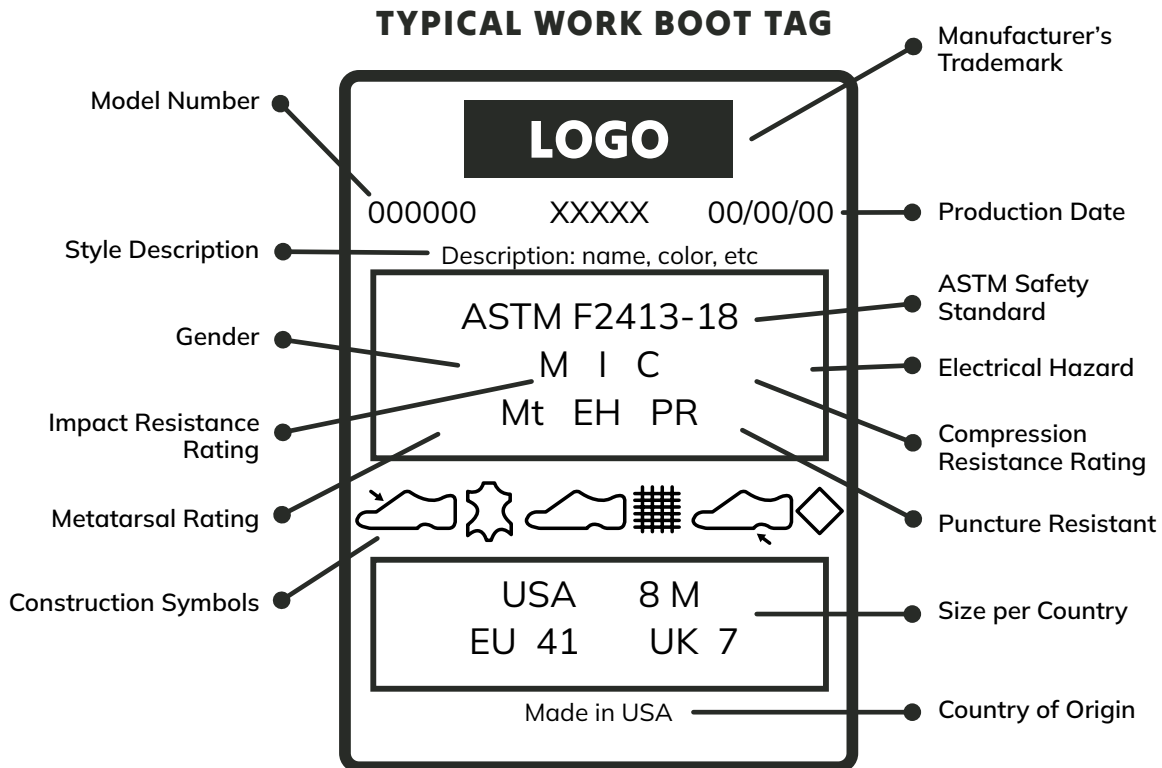 TYPICAL WORK BOOT TAG
Manufacturer's
Trademark
Model Number
LOGO
000000 XXXXX 00/00/00
Production Date
Style Description
Description: name, color, etc
ASTM Safety
Standard
ASTM F2413-18
Gender
M I C
Electrical Hazard
Impact Resistance
Rating
Mt EH PR
Compression
Resistance Rating
Metatarsal Rating
Puncture Resistant
Construction Symbols
USA 8 M
Size per Country
EU 41 UK 7
Made in USA
Country of Origin